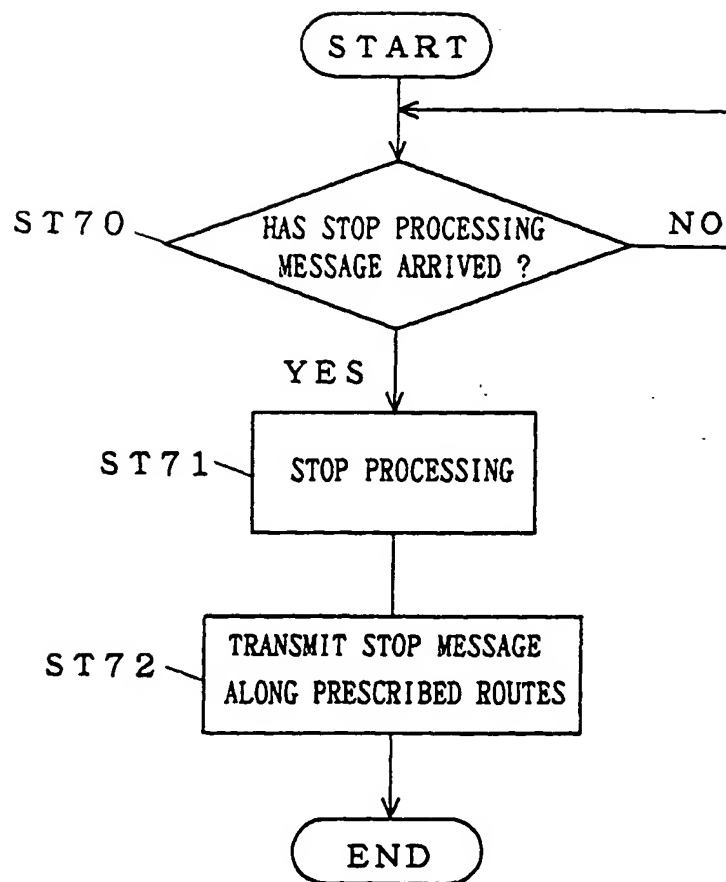 START
ST70
HAS STOP PROCESSING
MESSAGE ARRIVED ?
NO
YES
ST71
STOP PROCESSING
ST72
TRANSMIT STOP MESSAGE
ALONG PRESCRIBED ROUTES
END